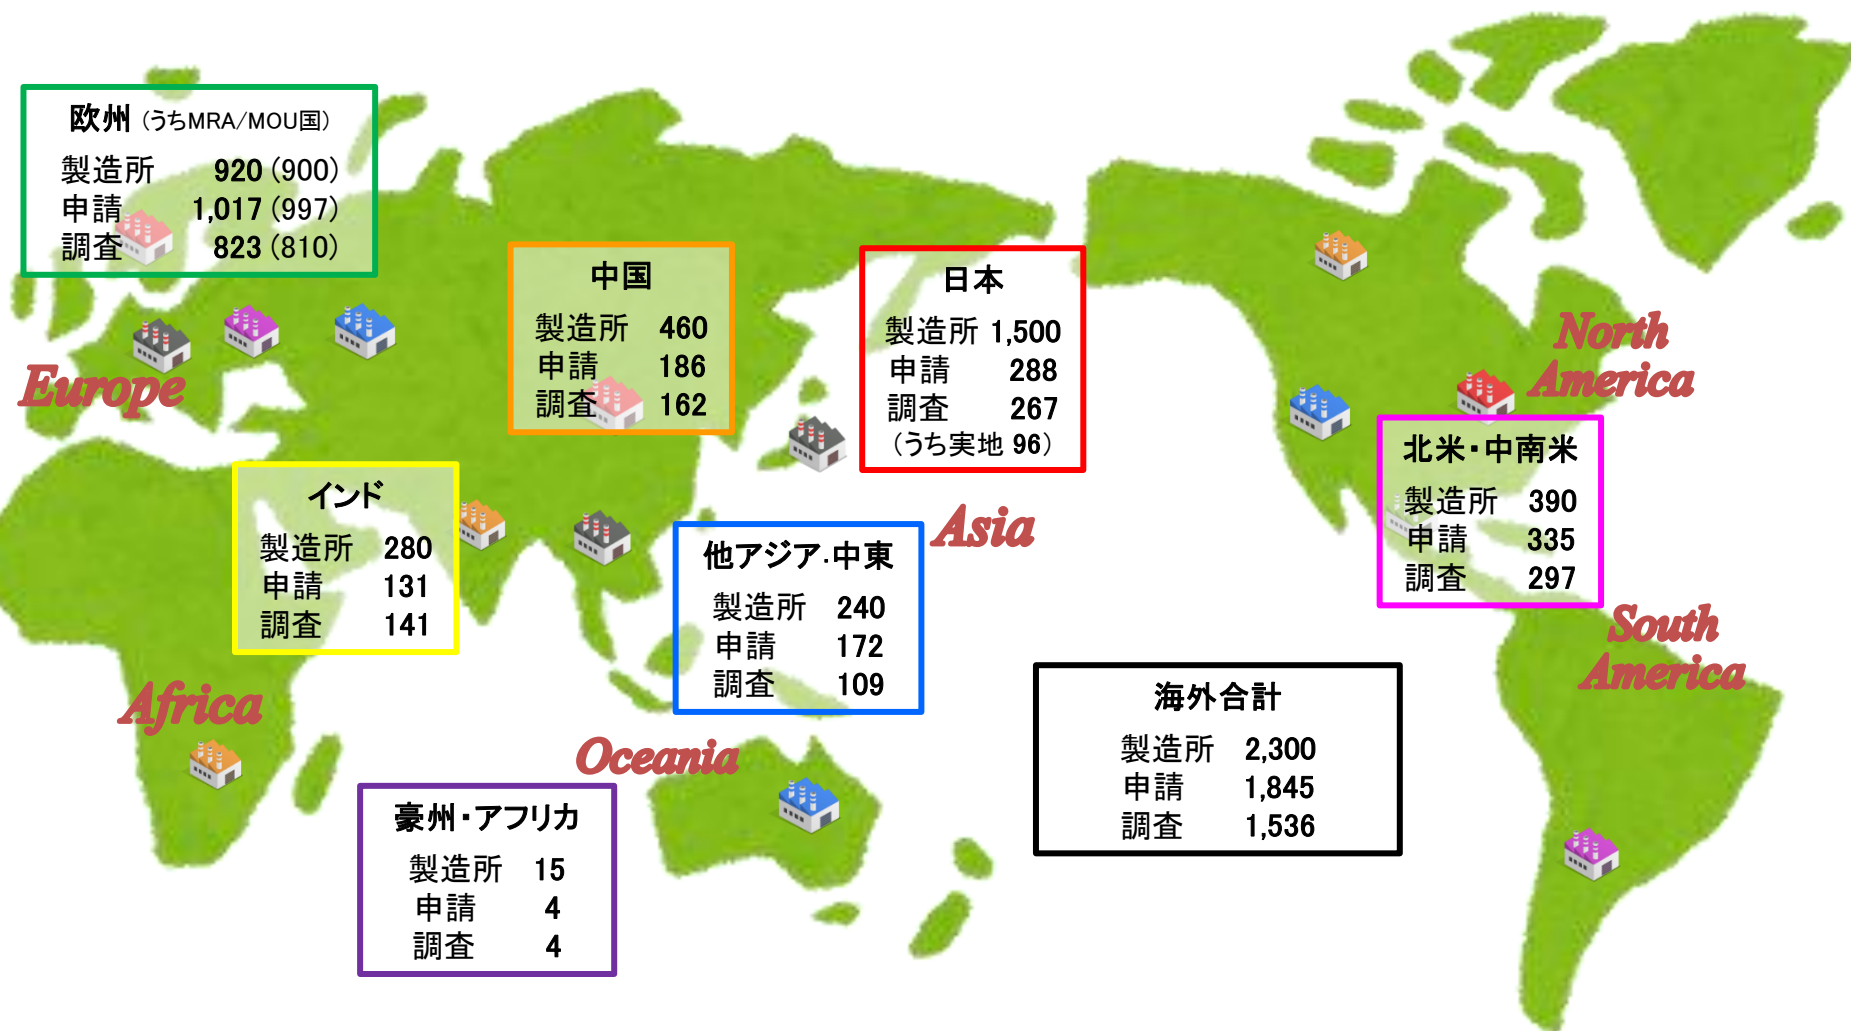 欧州 (うちMRA/MOU国)
製造所 920 (900)
申請 1,017 (997)
調査 823 (810)
中国
製造所 460
申請 186
調査 162
日本
製造所 1,500
申請 288
調査 267
(うち実地 96)
North
America
Europe
北米・中南米
製造所 390
申請 335
調査 297
インド
製造所 280
申請 131
調査 141
Asia
他アジア・中東
製造所 240
申請 172
調査 109
South
America
Africa
海外合計
製造所 2,300
申請 1,845
調査 1,536
Oceania
豪州・アフリカ
製造所 15
申請 4
調査 4